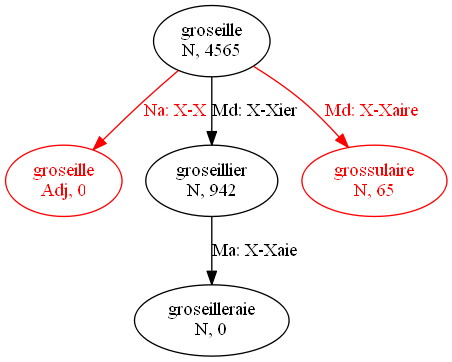 groseille
N, 4565
Na: X-X
Md: X-Xier
Md: X-Xaire
groseille
Adj, 0
groseillier
N, 942
grossulaire
N, 65
Ma: X-Xaie
groseilleraie
N, 0